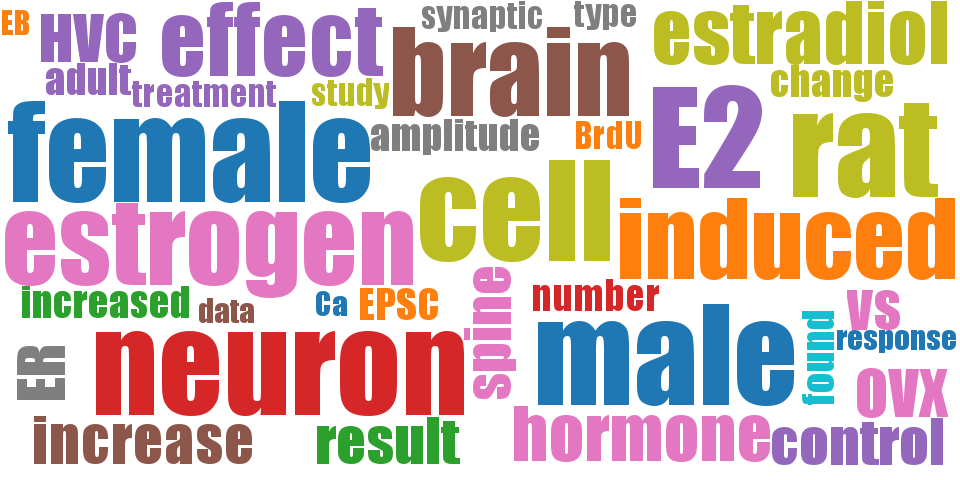 EB
HVC
effect
synaptic
type
estradiol
adult
treatment
study
brain
change
female
amplitude
BrdU
E2
rat
estrogen
cell
induced
increased
data
ca
EPSC
spine
number
vs
found
response
ER
neuron
male
OVX
increase
result
hormone
control